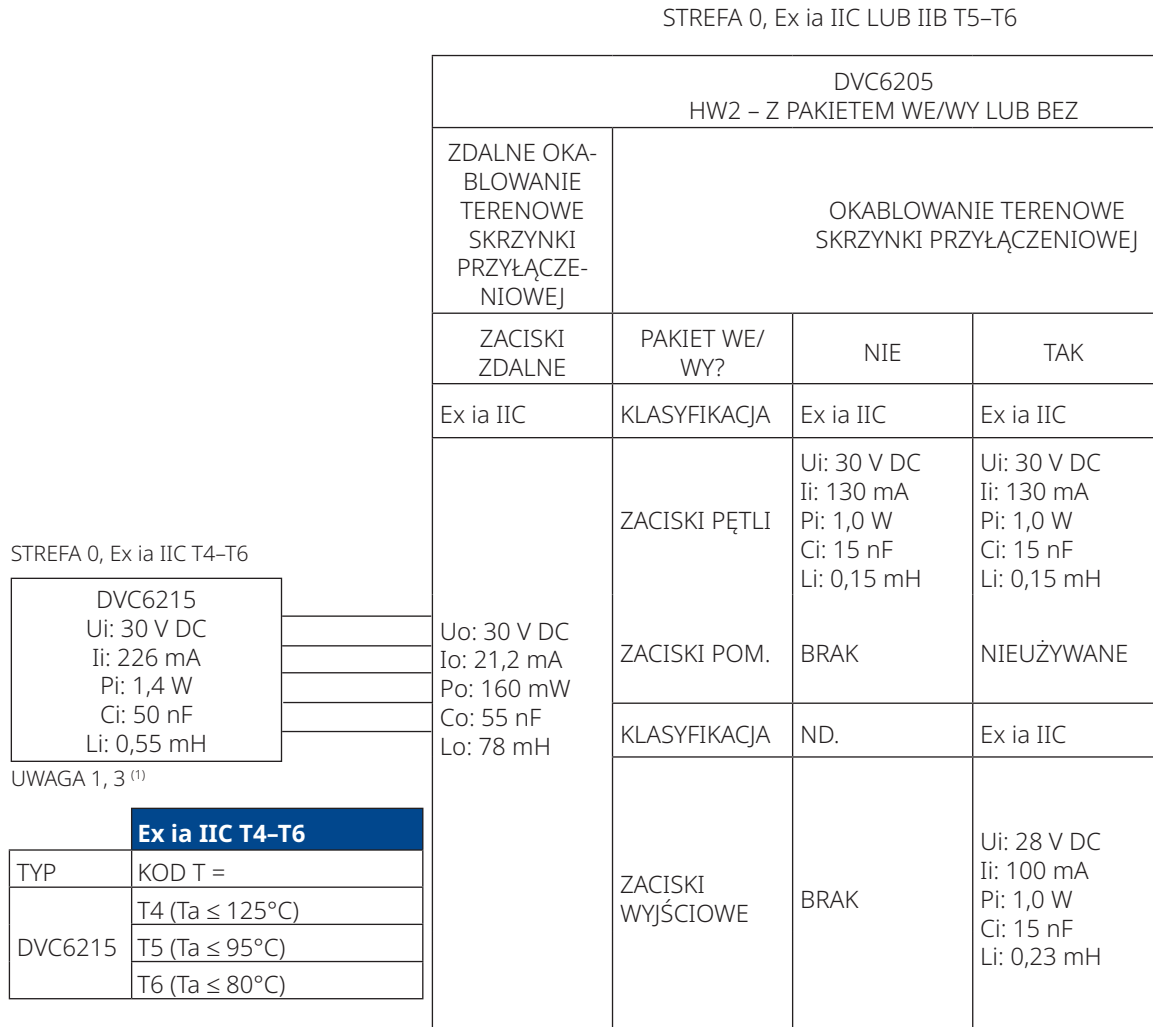 STREFA 0, Ex ia IIC LUB IIB T5–T6
DVC6205
HW2 – Z PAKIETEM WE/WY LUB BEZ
ZDALNE OKA-
BLOWANIE
TERENOWE
SKRZYNKI
PRZYŁĄCZE-
NIOWEJ
OKABLOWANIE TERENOWE
SKRZYNKI PRZYŁĄCZENIOWEJ
ZACISKI
ZDALNE
PAKIET WE/
WY?
NIE
TAK
Ex ia IIC
KLASYFIKACJA
Ex ia IIC
Ex ia IIC
Uo: 30 V DC
Io: 21,2 mA
Po: 160 mW
Co: 55 nF
Lo: 78 mH
ZACISKI PĘTLI
Ui: 30 V DC
Ii: 130 mA
Pi: 1,0 W
Ci: 15 nF
Li: 0,15 mH
Ui: 30 V DC
Ii: 130 mA
Pi: 1,0 W
Ci: 15 nF
Li: 0,15 mH
ZACISKI POM.
BRAK
NIEUŻYWANE
KLASYFIKACJA
ND.
Ex ia IIC
ZACISKI
WYJŚCIOWE
BRAK
Ui: 28 V DC
Ii: 100 mA
Pi: 1,0 W
Ci: 15 nF
Li: 0,23 mH
STREFA 0, Ex ia IIC T4–T6
DVC6215
Ui: 30 V DC
Ii: 226 mA
Pi: 1,4 W
Ci: 50 nF
Li: 0,55 mH
UWAGA 1, 3 (1)
Ex ia IIC T4–T6
TYP
KOD T =
DVC6215
T4 (Ta ≤ 125°C)
T5 (Ta ≤ 95°C)
T6 (Ta ≤ 80°C)